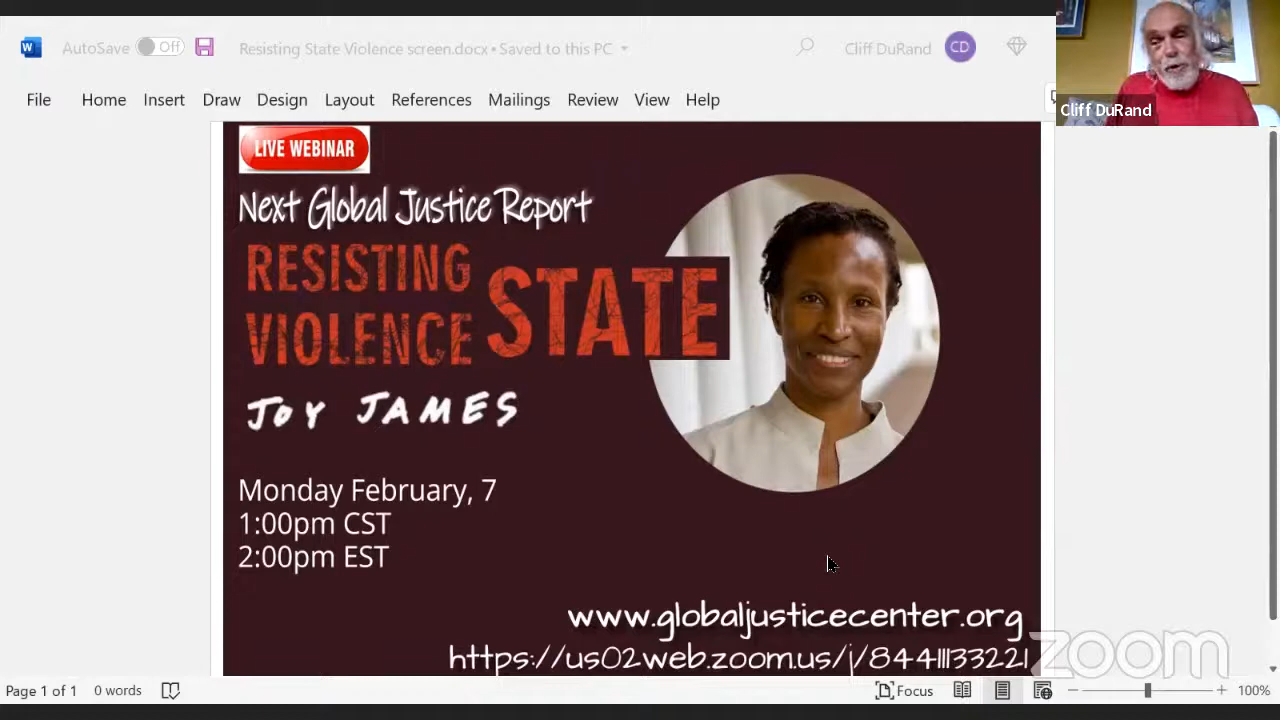 AutoSave Off Resisting State Violence screen.docx • Saved to this PC Cliff DuRand CD
File Home Insert Draw Design Layout References Mailings Review View Help
Cliff DuRand
LIVE WEBINAR
Next Global Justice Report
RESISTING
VIOLENCE STATE
JOY JAMES
Monday February, 7
1:00pm CST
2:00pm EST
www.globaljusticecenter.org
https://us02web.zoom.us/j/84411133221
zoom
Page 1 of 1 0 words Focus 100%